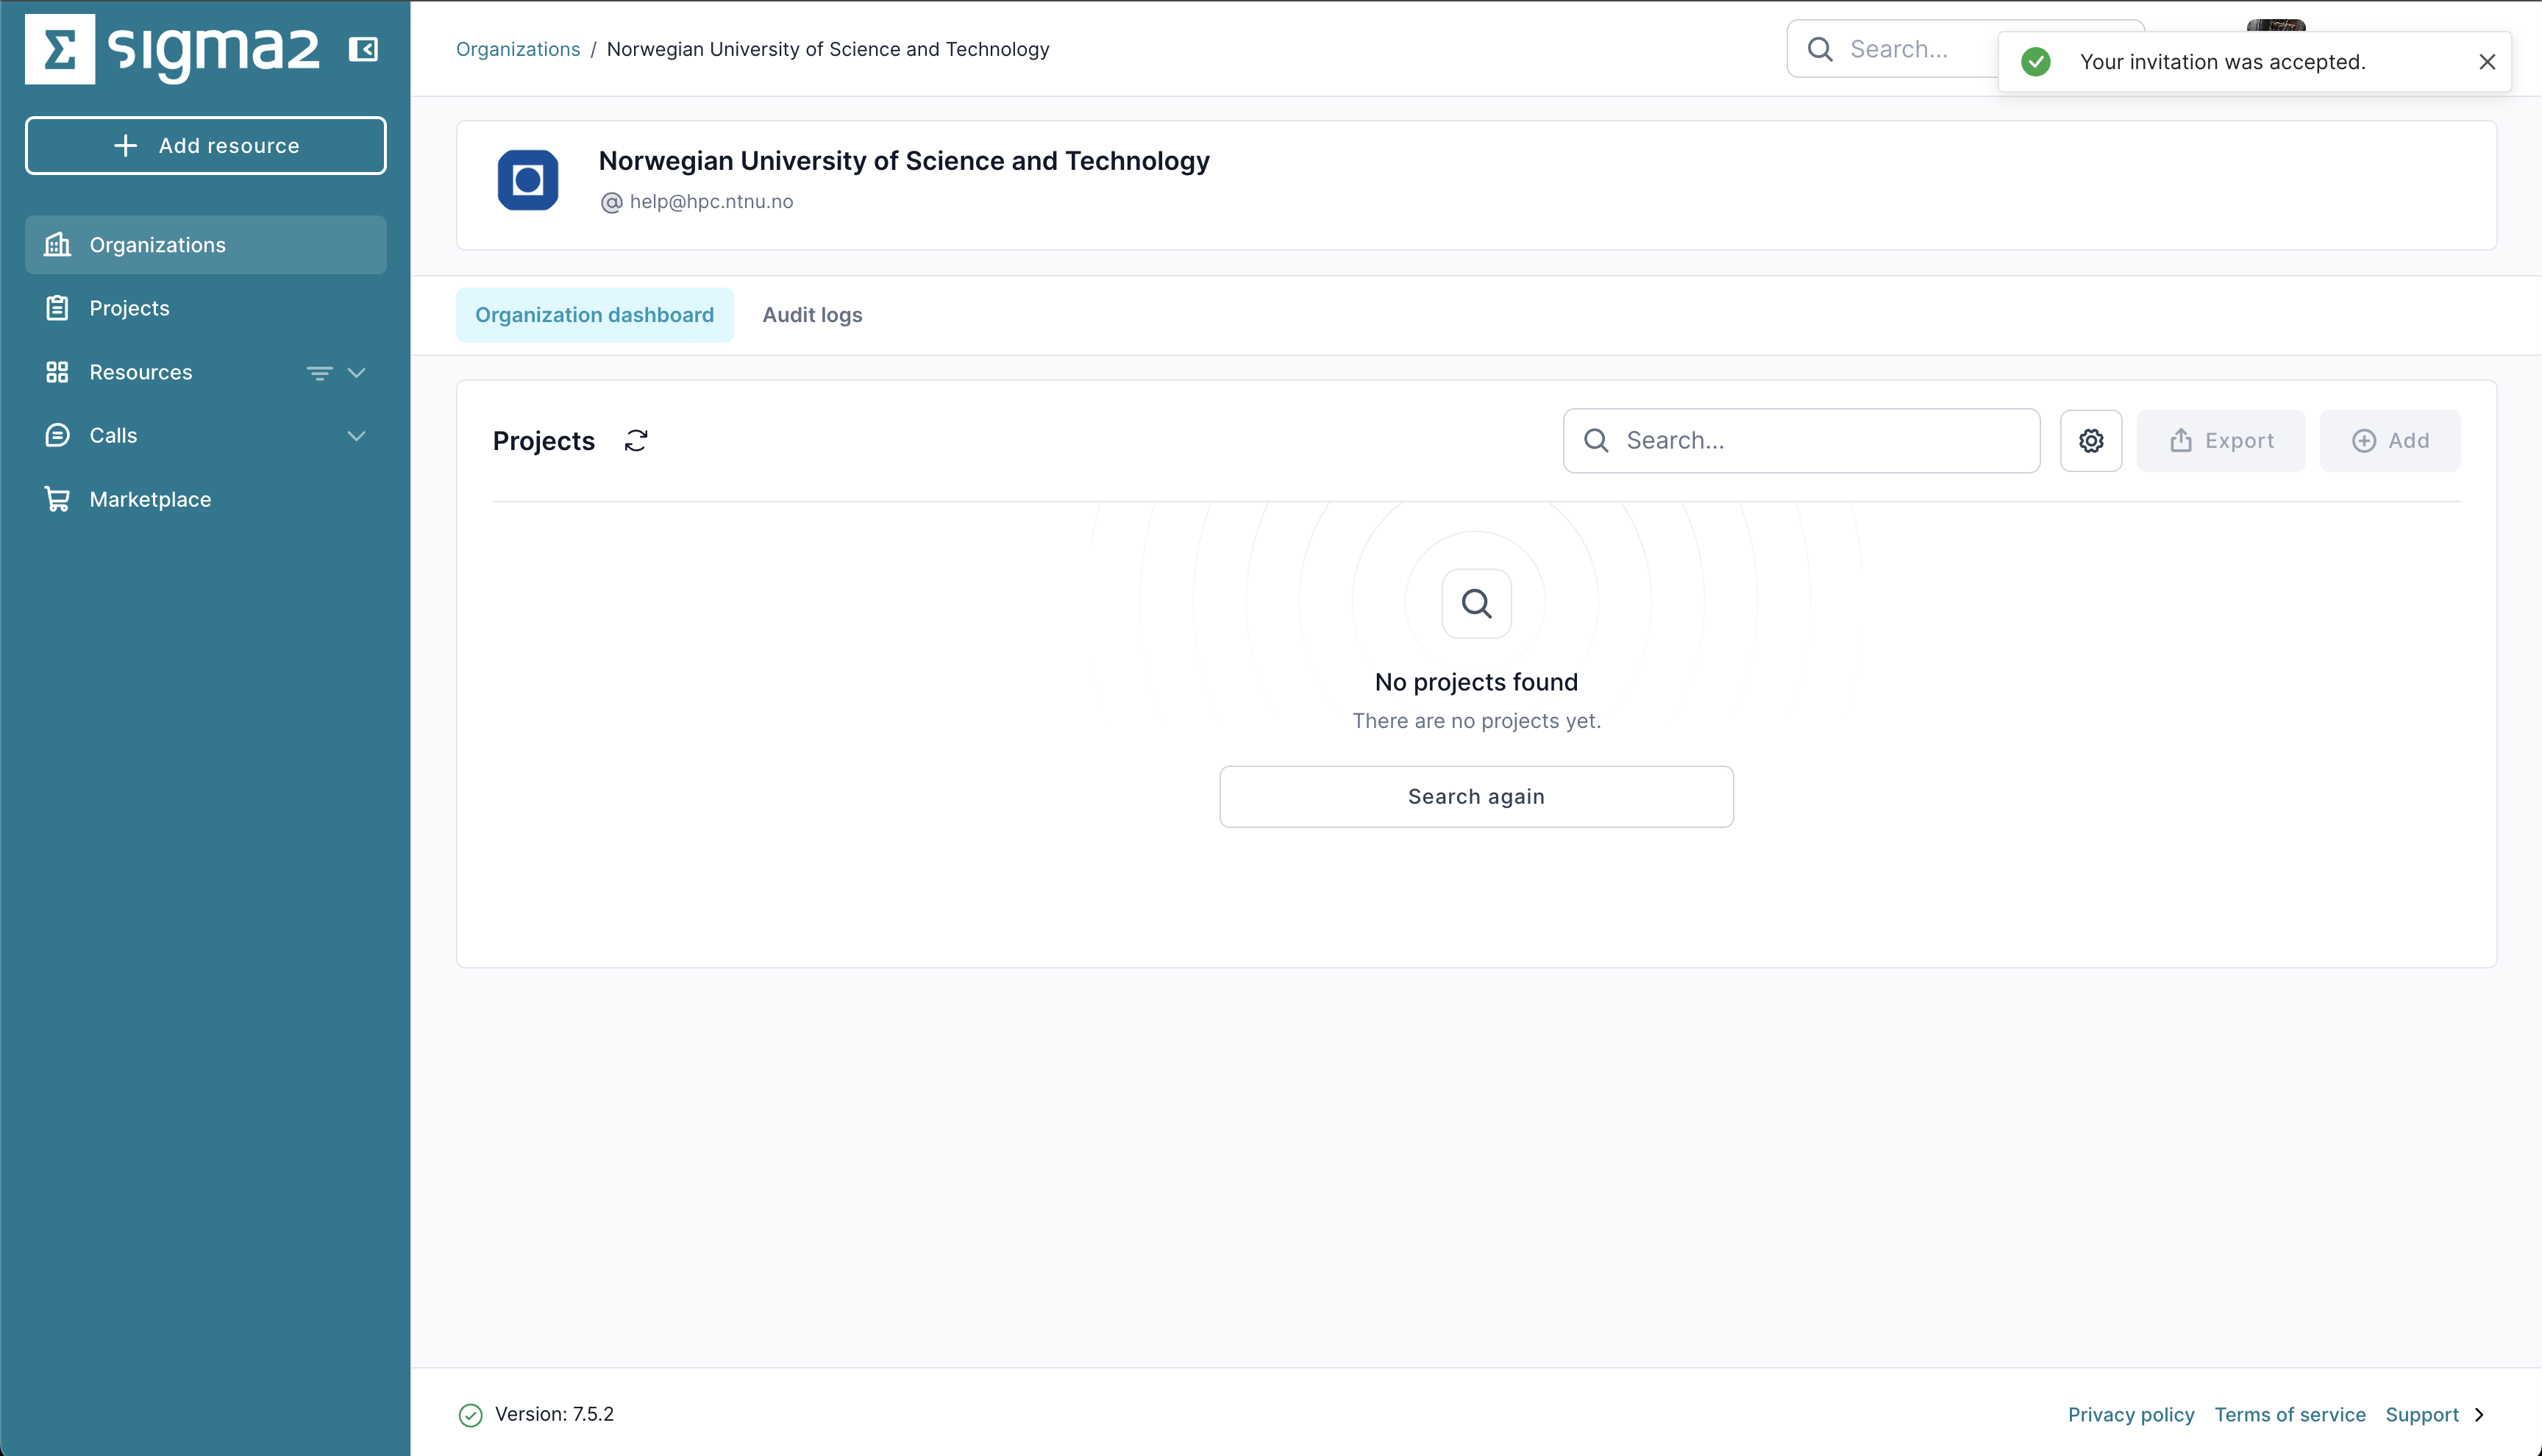 sigma2
Add resource
Organizations
Projects
Resources
Calls
Marketplace
Organizations / Norwegian University of Science and Technology
Search...
Your invitation was accepted.
Norwegian University of Science and Technology
help@hpc.ntnu.no
Organization dashboard
Audit logs
Projects
Search...
Export
Add
No projects found
There are no projects yet.
Search again
Version: 7.5.2
Privacy policy
Terms of service
Support